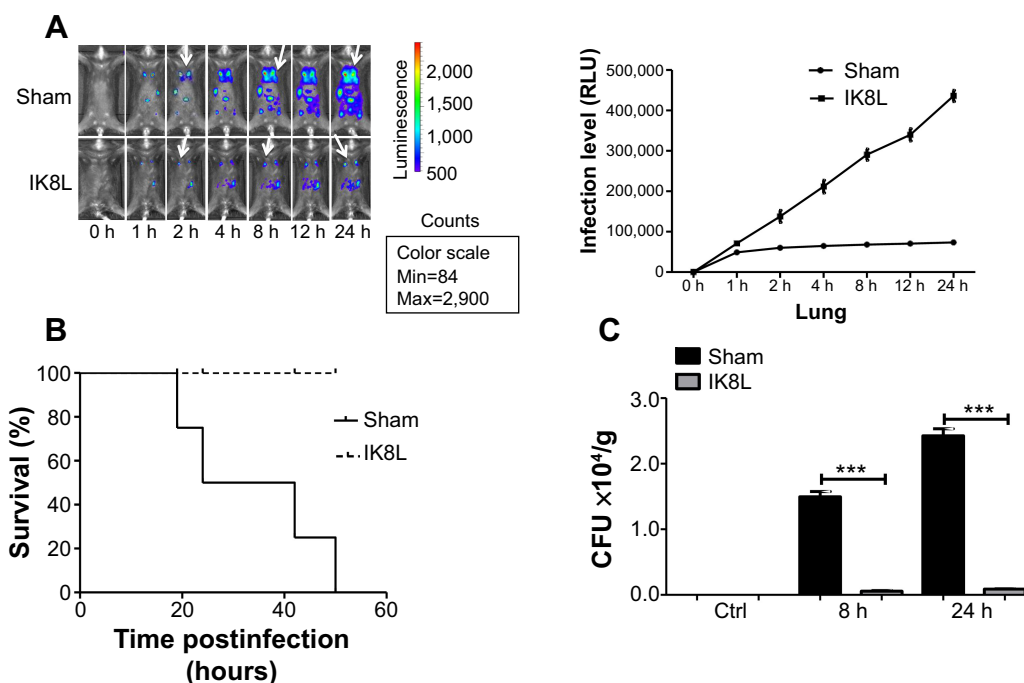 A
Sham
IK8L
0 h 1 h 2 h 4 h 8 h 12 h 24 h
Luminescence
2,000
1,500
1,000
500
Counts
Color scale
Min=84
Max=2,900
Infection level (RLU)
500,000
400,000
300,000
200,000
100,000
0
0 h 1 h 2 h 4 h 8 h 12 h 24 h
Lung
Sham
IK8L
B
Survival (%)
100
80
60
40
20
0
0 20 40 60
Time postinfection
(hours)
Sham
IK8L
C
Sham
IK8L
CFU ×10⁴/g
3.0
2.0
1.0
0.0
***
***
Ctrl 8 h 24 h